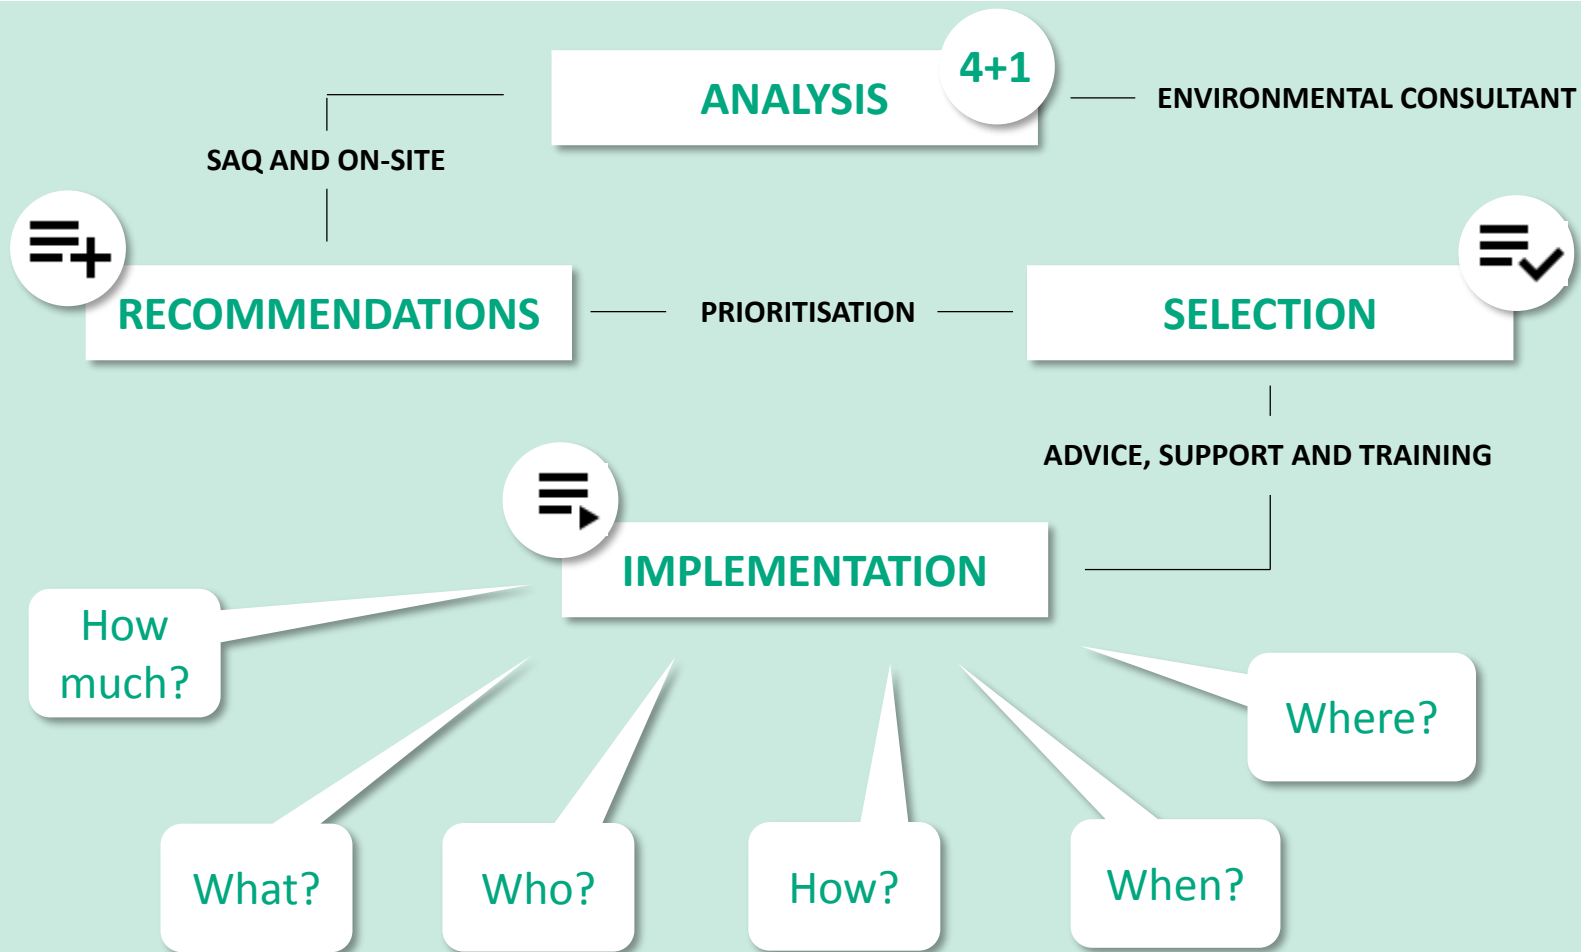 4+1
ANALYSIS
ENVIRONMENTAL CONSULTANT
SAQ AND ON-SITE
RECOMMENDATIONS
PRIORITISATION
SELECTION
ADVICE, SUPPORT AND TRAINING
IMPLEMENTATION
How
much?
What?
Who?
How?
When?
Where?